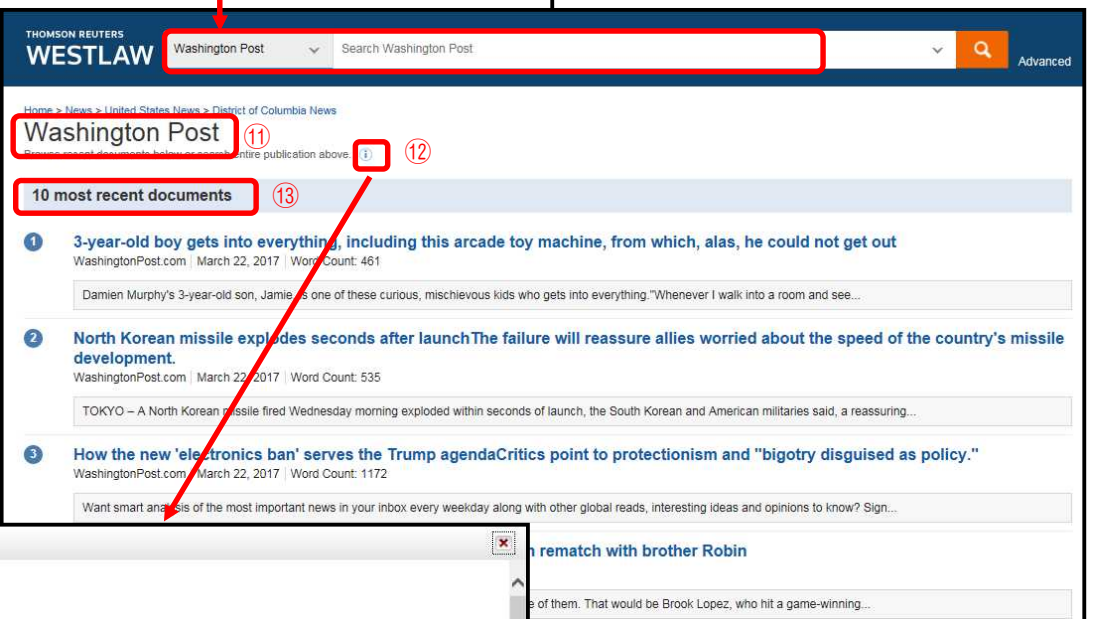 THOMSON REUTERS
WESTLAW
Washington Post
Search Washington Post
Advanced
Home > News > United States News > District of Columbia News
Washington Post ⑪
Browse recent documents below or search entire publication above. ⑫
10 most recent documents ⑬
1 3-year-old boy gets into everything, including this arcade toy machine, from which, alas, he could not get out
WashingtonPost.com | March 22, 2017 | Word Count: 461
Damien Murphy's 3-year-old son, Jamie, is one of these curious, mischievous kids who gets into everything."Whenever I walk into a room and see...
2 North Korean missile explodes seconds after launchThe failure will reassure allies worried about the speed of the country's missile
development.
WashingtonPost.com | March 22, 2017 | Word Count: 535
TOKYO – A North Korean missile fired Wednesday morning exploded within seconds of launch, the South Korean and American militaries said, a reassuring...
3 How the new 'electronics ban' serves the Trump agendaCritics point to protectionism and "bigotry disguised as policy."
WashingtonPost.com | March 22, 2017 | Word Count: 1172
Want smart analysis of the most important news in your inbox every weekday along with other global reads, interesting ideas and opinions to know? Sign...
rematch with brother Robin
of them. That would be Brook Lopez, who hit a game-winning...